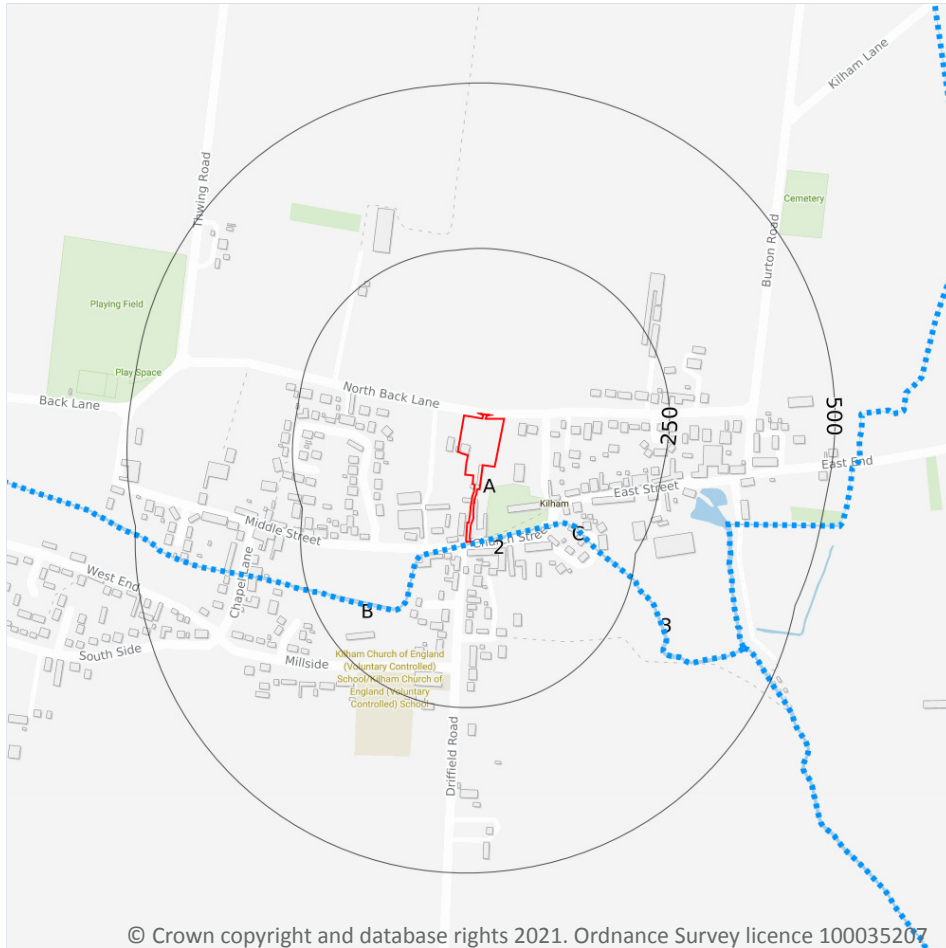 Kilham Lane
Thwing Road
Cemetery
Burton Road
Playing Field
Play Space
Back Lane
North Back Lane
250
500
East End
A
Kilham
East Street
Middle Street
Church Street
2
C
West End
Chapel Lane
B
3
South Side
Millside
Kilham Church of England
(Voluntary Controlled)
School/Kilham Church of
England (Voluntary
Controlled) School
Driffield Road
© Crown copyright and database rights 2021. Ordnance Survey licence 100035207